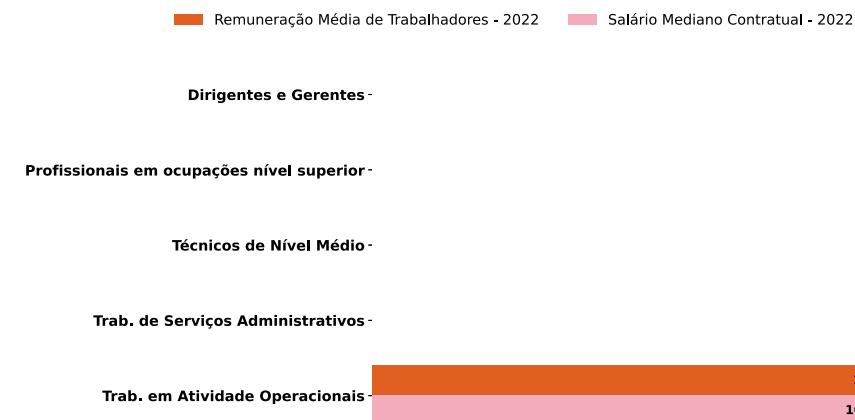 Remuneração Média de Trabalhadores - 2022
Salário Mediano Contratual - 2022
Dirigentes e Gerentes
Profissionais em ocupações nível superior
Técnicos de Nível Médio
Trab. de Serviços Administrativos
Trab. em Atividade Operacionais